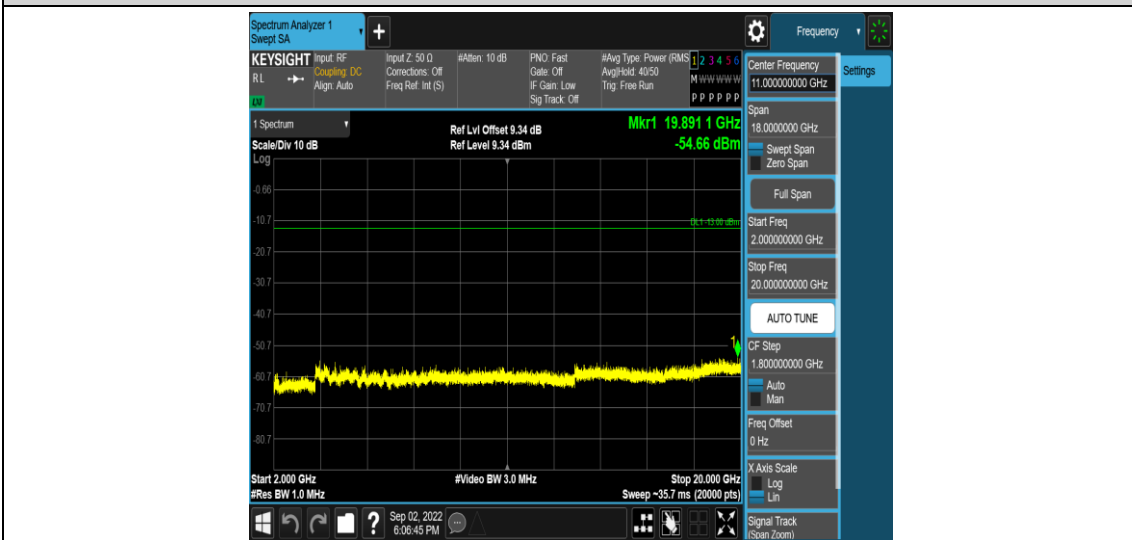 Spectrum Analyzer 1
Swept SA
+
Frequency
KEYSIGHT
RL
Input: RF
Coupling: DC
Align: Auto
Input Z: 50 Ω
Corrections: Off
Freq Ref: Int (S)
#Atten: 10 dB
PNO: Fast
Gate: Off
IF Gain: Low
Sig Track: Off
#Avg Type: Power (RMS
Avg|Hold: 40/50
Trig: Free Run
1 2 3 4 5 6
M W W W W W
P P P P P P
1 Spectrum
Scale/Div 10 dB
Log
Ref Lvl Offset 9.34 dB
Ref Level 9.34 dBm
Mkr1 19.891 1 GHz
-54.66 dBm
-0.66
-10.7
-20.7
-30.7
-40.7
-50.7
-60.7
-70.7
-80.7
DL1 -13.00 dBm
1
Start 2.000 GHz
#Res BW 1.0 MHz
#Video BW 3.0 MHz
Stop 20.000 GHz
Sweep ~35.7 ms (20000 pts)
Center Frequency
11.000000000 GHz
Settings
Span
18.0000000 GHz
Swept Span
Zero Span
Full Span
Start Freq
2.000000000 GHz
Stop Freq
20.000000000 GHz
AUTO TUNE
CF Step
1.800000000 GHz
Auto
Man
Freq Offset
0 Hz
X Axis Scale
Log
Lin
Signal Track
(Span Zoom)
?
Sep 02, 2022
6:06:45 PM